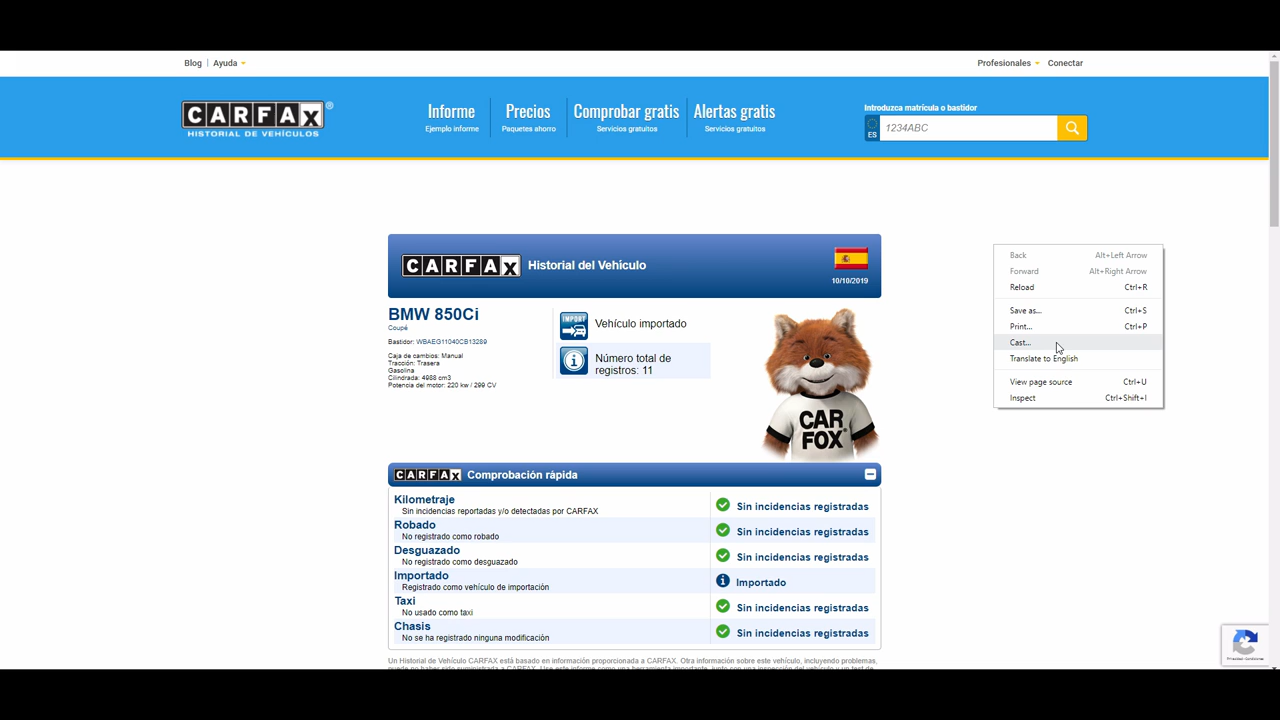 Blog | Ayuda
Profesionales Conectar
CARFAX®
HISTORIAL DE VEHÍCULOS
Informe
Ejemplo informe
Precios
Paquetes ahorro
Comprobar gratis
Servicios gratuitos
Alertas gratis
Servicios gratuitos
Introduzca matrícula o bastidor
ES
1234ABC
CARFAX Historial del Vehículo
10/10/2019
BMW 850Ci
Coupé
Bastidor: WBAEG11040CB13289
Caja de cambios: Manual
Tracción: Trasera
Gasolina
Cilindrada: 4988 cm3
Potencia del motor: 220 kw / 299 CV
IMPORT
Vehículo importado
Número total de
registros: 11
CAR
FOX
Back Alt+Left Arrow
Forward Alt+Right Arrow
Reload Ctrl+R
Save as... Ctrl+S
Print... Ctrl+P
Cast...
Translate to English
View page source Ctrl+U
Inspect Ctrl+Shift+I
CARFAX Comprobación rápida
Kilometraje
Sin incidencias reportadas y/o detectadas por CARFAX
Sin incidencias registradas
Robado
No registrado como robado
Sin incidencias registradas
Desguazado
No registrado como desguazado
Sin incidencias registradas
Importado
Registrado como vehículo de importación
Importado
Taxi
No usado como taxi
Sin incidencias registradas
Chasis
No se ha registrado ninguna modificación
Sin incidencias registradas
Un Historial de Vehículo CARFAX está basado en información proporcionada a CARFAX. Otra información sobre este vehículo, incluyendo problemas,